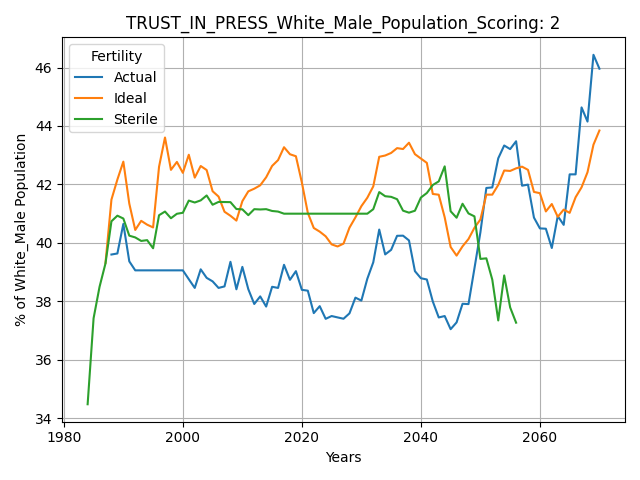 TRUST_IN_PRESS_White_Male_Population_Scoring: 2
Fertility
Actual
Ideal
Sterile
% of White_Male Population
46
44
42
40
38
36
34
1980
2000
2020
2040
2060
Years